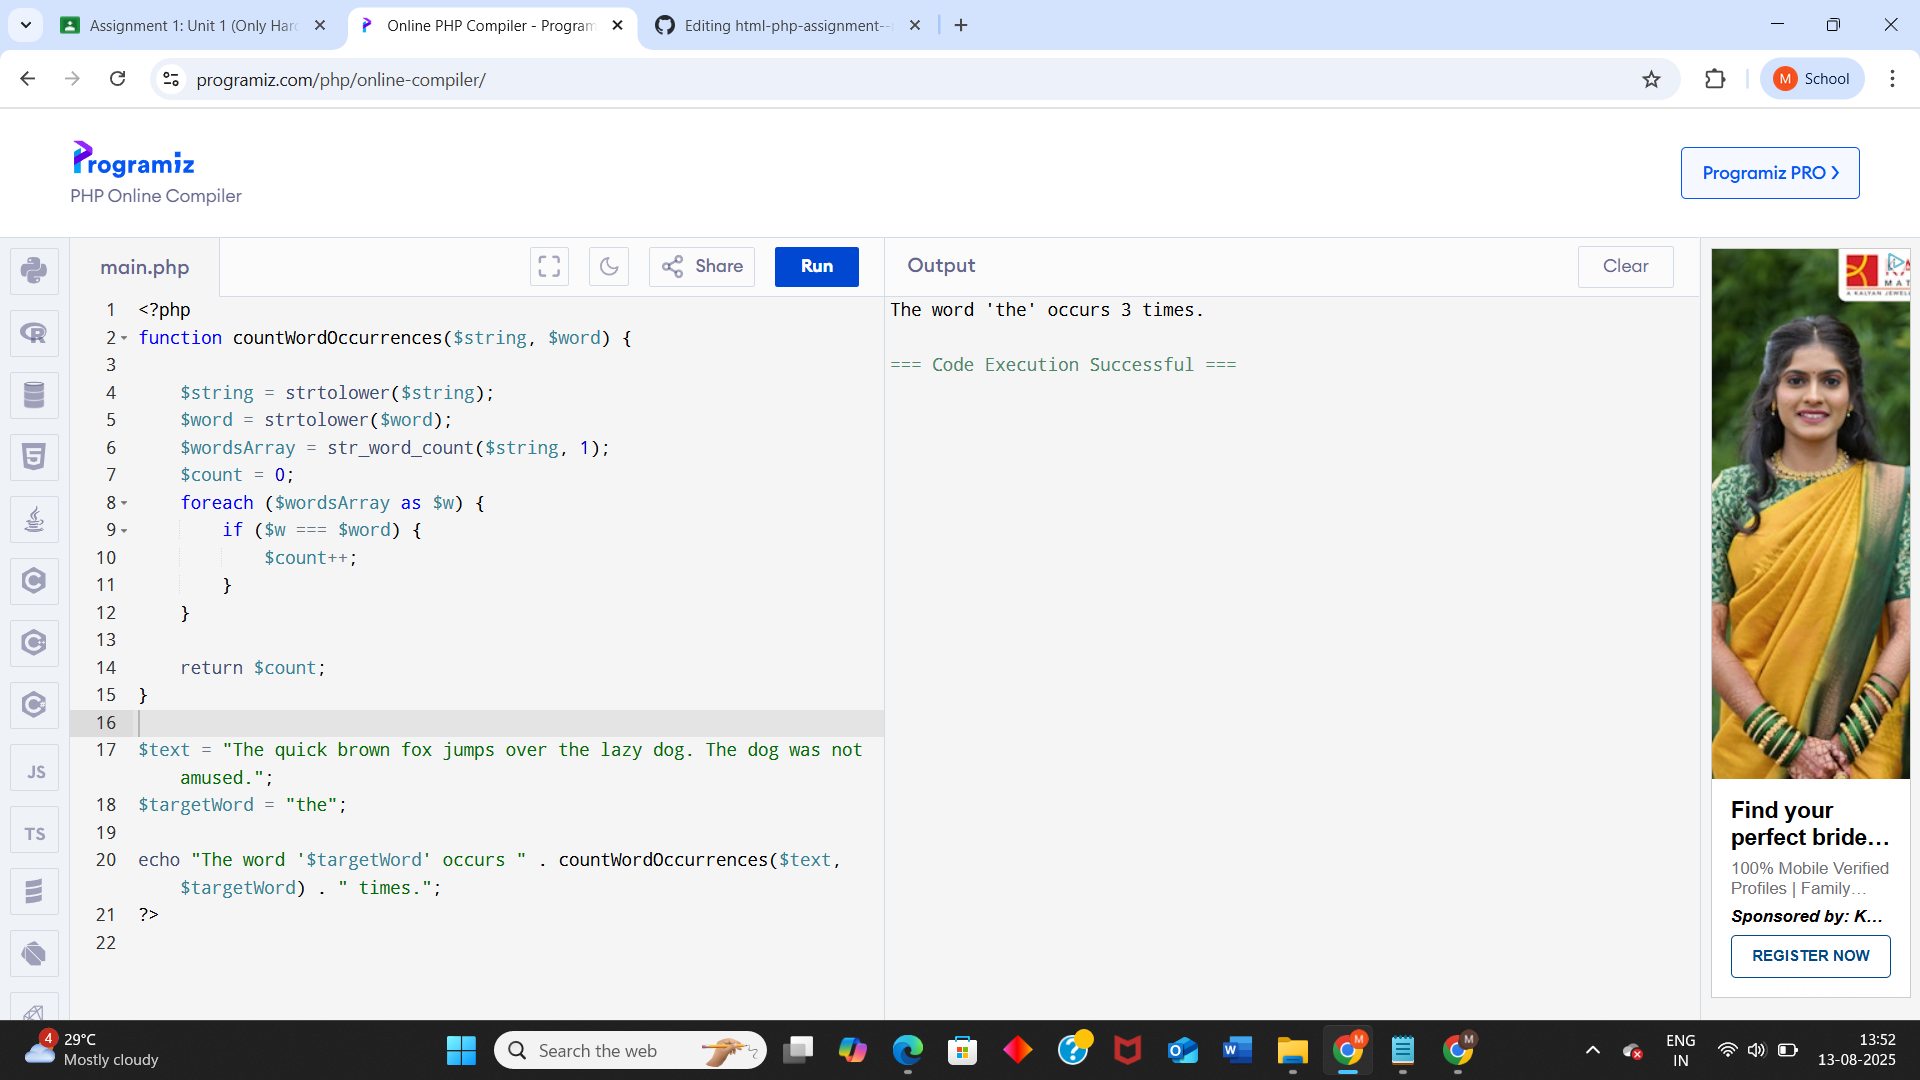 Assignment 1: Unit 1 (Only Hard
Online PHP Compiler - Program
Editing html-php-assignment--
programiz.com/php/online-compiler/
M School
Programiz
PHP Online Compiler
Programiz PRO
main.php
Share
Run
Output
Clear
1 <?php
2 function countWordOccurrences($string, $word) {
3
4 $string = strtolower($string);
5 $word = strtolower($word);
6 $wordsArray = str_word_count($string, 1);
7 $count = 0;
8 foreach ($wordsArray as $w) {
9 if ($w === $word) {
10 $count++;
11 }
12 }
13
14 return $count;
15 }
16
17 $text = "The quick brown fox jumps over the lazy dog. The dog was not
amused.";
18 $targetWord = "the";
19
20 echo "The word '$targetWord' occurs " . countWordOccurrences($text,
$targetWord) . " times.";
21 ?>
22
The word 'the' occurs 3 times.
=== Code Execution Successful ===
JS
TS
Find your
perfect bride...
100% Mobile Verified
Profiles | Family...
Sponsored by: K...
REGISTER NOW
4
29°C
Mostly cloudy
Search the web
ENG
IN
13:52
13-08-2025